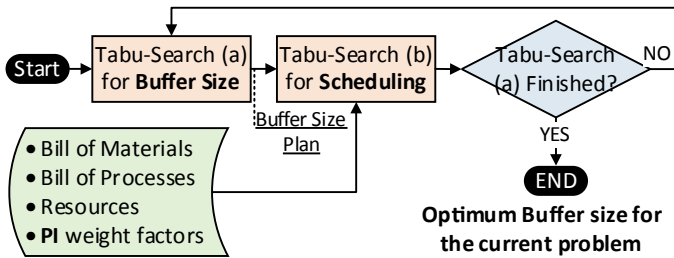 Start
Tabu-Search (a)
for Buffer Size
Tabu-Search (b)
for Scheduling
Tabu-Search
(a) Finished?
NO
Buffer Size
Plan
YES
END
• Bill of Materials
• Bill of Processes
• Resources
• PI weight factors
Optimum Buffer size for
the current problem